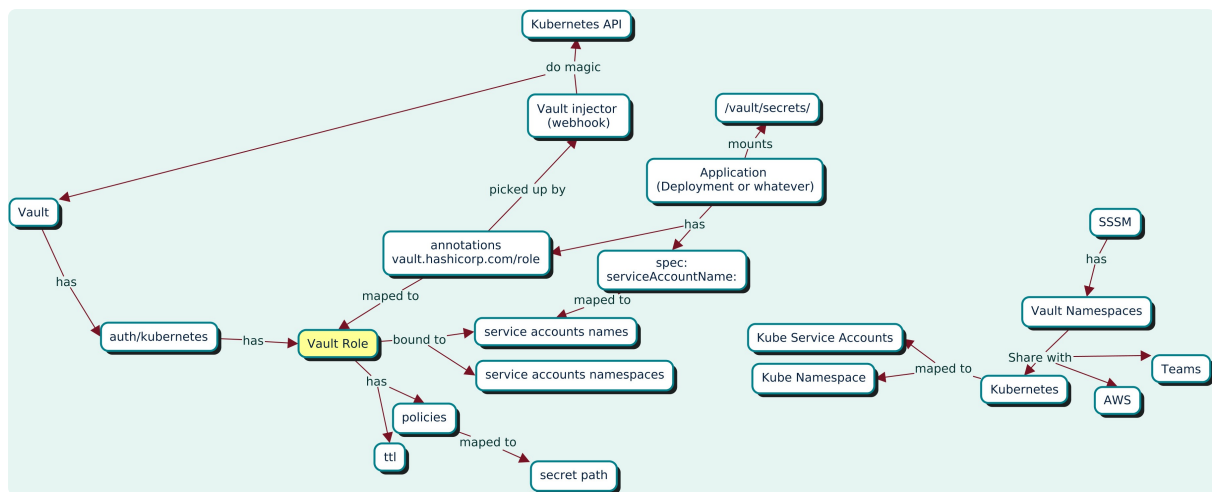 Kubernetes API
do magic
Vault injector
(webhook)
/vault/secrets/
mounts
Application
(Deployment or whatever)
picked up by
Vault
has
SSSM
annotations
vault.hashicorp.com/role
spec:
serviceAccountName:
has
has
maped to
maped to
Vault Namespaces
auth/kubernetes
has
Vault Role
bound to
service accounts names
service accounts namespaces
Kube Service Accounts
Kube Namespace
maped to
Share with
Kubernetes
Teams
AWS
has
policies
maped to
ttl
secret path